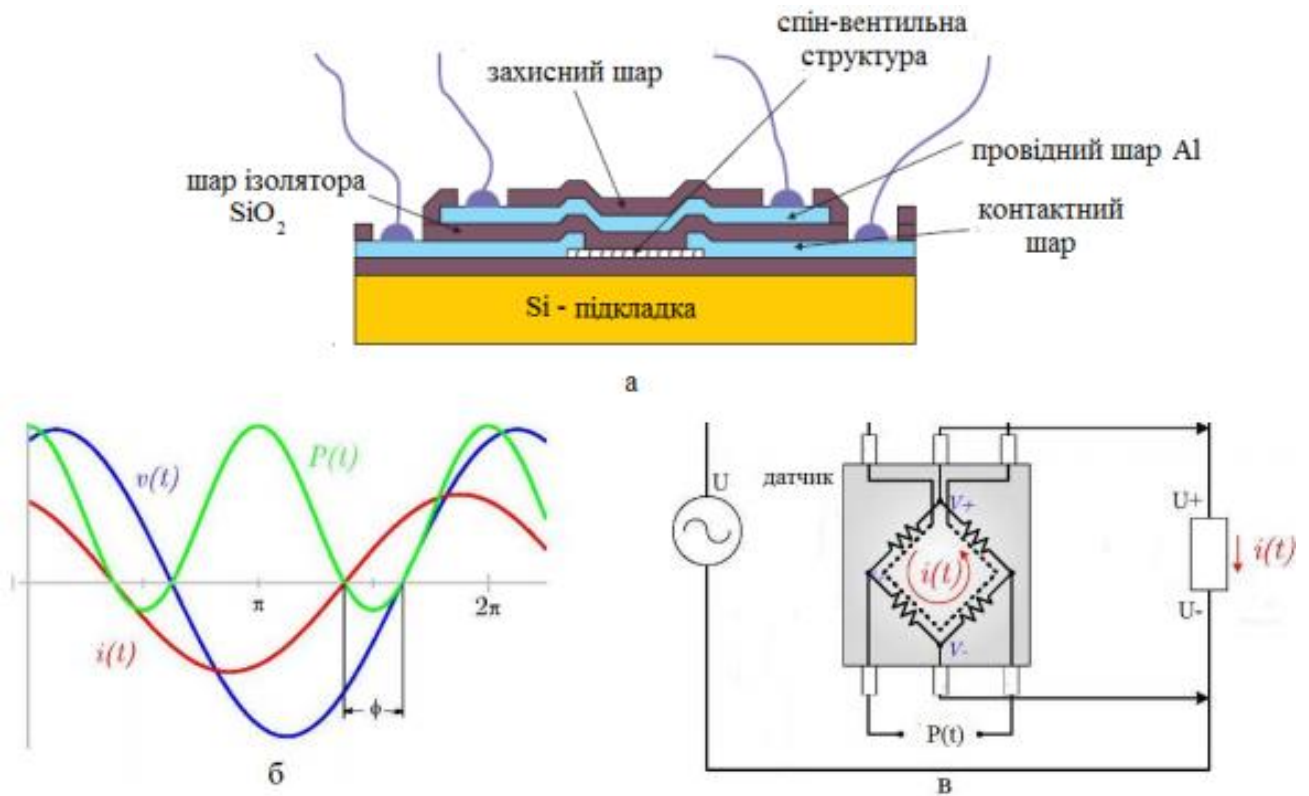 спін-вентильна
структура
захисний шар
провідний шар Al
шар ізолятора
SiO₂
контактний
шар
Si - підкладка
а
v(t)
P(t)
π
2π
i(t)
ϕ
б
U
датчик
V+
U+
i(t)
i(t)
U-
V-
P(t)
в